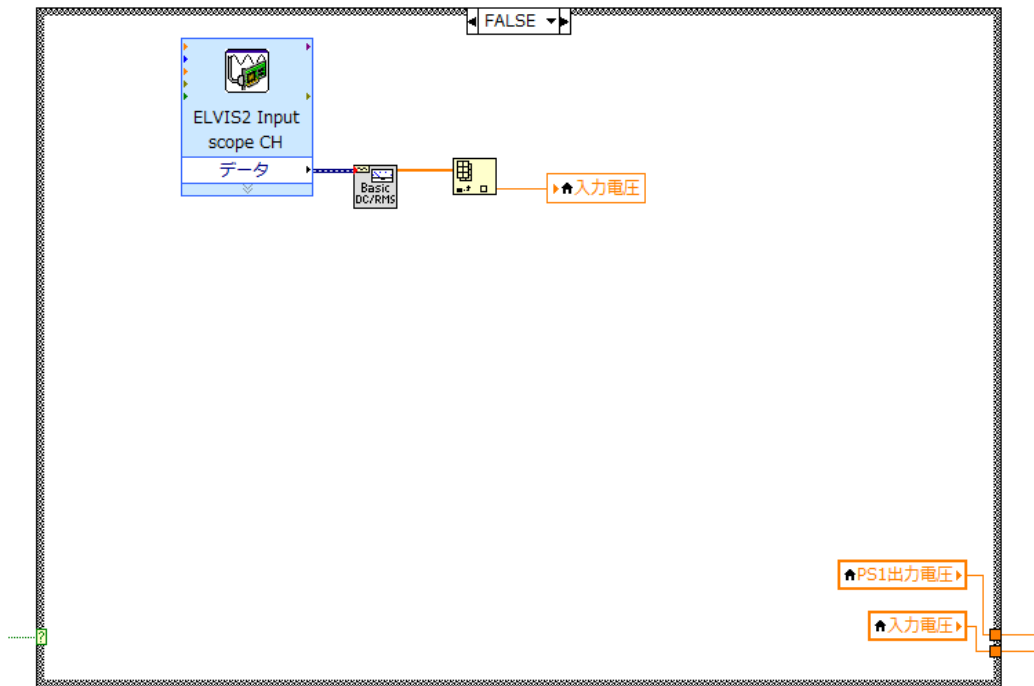 FALSE
ELVIS2 Input
scope CH
データ
Basic
DC/RMS
入力電圧
PS1出力電圧
入力電圧
?